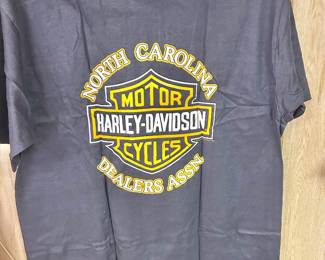 NORTH CAROLINA
MOTOR
HARLEY-DAVIDSON
CYCLES
DEALERS ASSN.